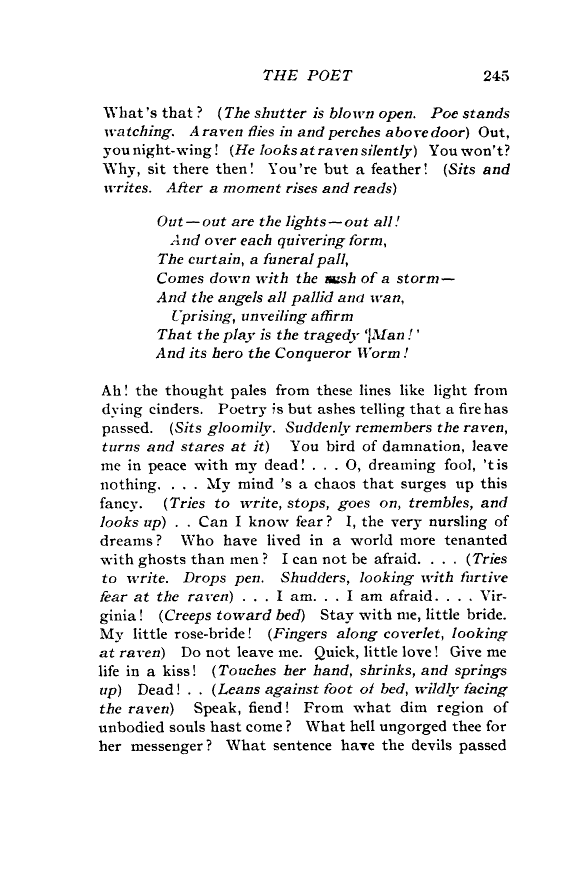 THE POET 245
What's that? (The shutter is blown open. Poe stands
watching. A raven flies in and perches above door) Out,
you night-wing! (He looks at raven silently) You won't?
Why, sit there then! You're but a feather! (Sits and
writes. After a moment rises and reads)
Out—out are the lights—out all!
And over each quivering form,
The curtain, a funeral pall,
Comes down with the sh of a storm—
And the angels all pallid and wan,
Uprising, unveiling affirm
That the play is the tragedy '|Man!'
And its hero the Conqueror Worm!
Ah! the thought pales from these lines like light from
dying cinders. Poetry is but ashes telling that a fire has
passed. (Sits gloomily. Suddenly remembers the raven,
turns and stares at it) You bird of damnation, leave
me in peace with my dead! . . . O, dreaming fool, 'tis
nothing. . . . My mind 's a chaos that surges up this
fancy. (Tries to write, stops, goes on, trembles, and
looks up) . . Can I know fear? I, the very nursling of
dreams? Who have lived in a world more tenanted
with ghosts than men? I can not be afraid. . . . (Tries
to write. Drops pen. Shudders, looking with furtive
fear at the raven) . . . I am. . . I am afraid. . . . Vir-
ginia! (Creeps toward bed) Stay with me, little bride.
My little rose-bride! (Fingers along coverlet, looking
at raven) Do not leave me. Quick, little love! Give me
life in a kiss! (Touches her hand, shrinks, and springs
up) Dead! . . (Leans against foot of bed, wildly facing
the raven) Speak, fiend! From what dim region of
unbodied souls hast come? What hell ungorged thee for
her messenger? What sentence have the devils passed